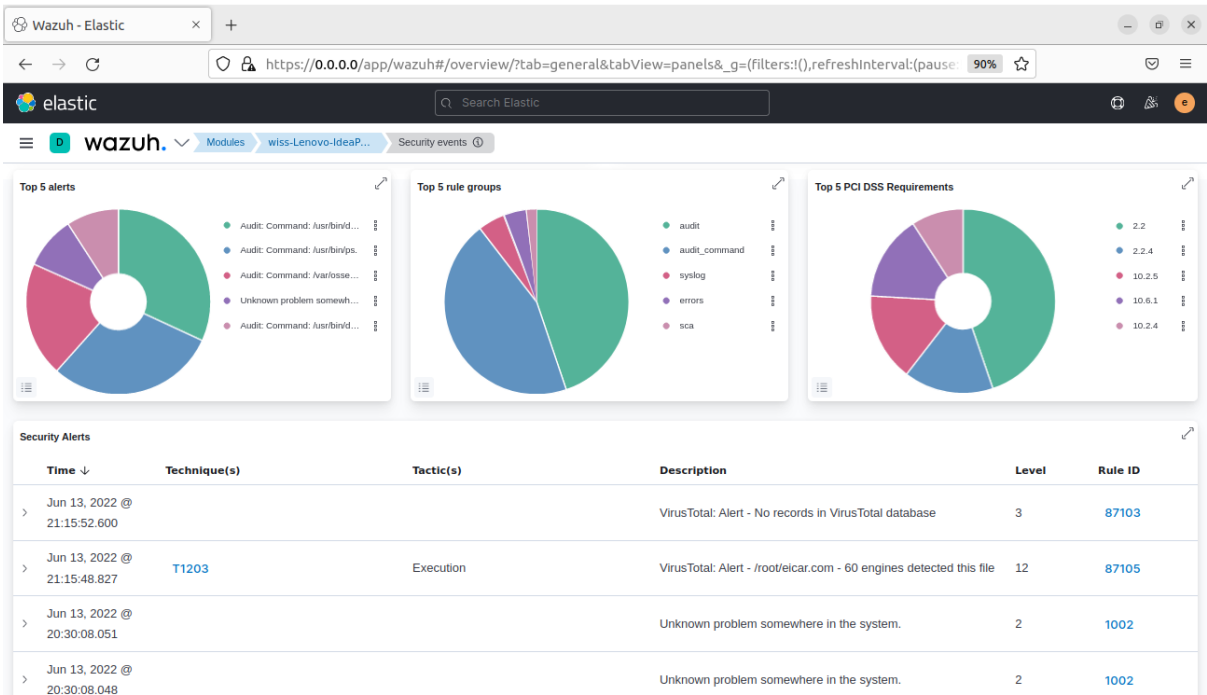 Wazuh - Elastic
https://0.0.0.0/app/wazuh#/overview/?tab=general&tabView=panels&_g=(filters:!(),refreshInterval:(pause:
90%
elastic
Search Elastic
e
D
wazuh.
Modules
wiss-Lenovo-IdeaP...
Security events
Top 5 alerts
Audit: Command: /usr/bin/d...
Audit: Command: /usr/bin/ps.
Audit: Command: /var/osse...
Unknown problem somewh...
Audit: Command: /usr/bin/d...
Top 5 rule groups
audit
audit_command
syslog
errors
sca
Top 5 PCI DSS Requirements
2.2
2.2.4
10.2.5
10.6.1
10.2.4
Security Alerts
Time Technique(s) Tactic(s) Description Level Rule ID
Jun 13, 2022 @
21:15:52.600 VirusTotal: Alert - No records in VirusTotal database 3 87103
Jun 13, 2022 @
21:15:48.827 T1203 Execution VirusTotal: Alert - /root/eicar.com - 60 engines detected this file 12 87105
Jun 13, 2022 @
20:30:08.051 Unknown problem somewhere in the system. 2 1002
Jun 13, 2022 @
20:30:08.048 Unknown problem somewhere in the system. 2 1002